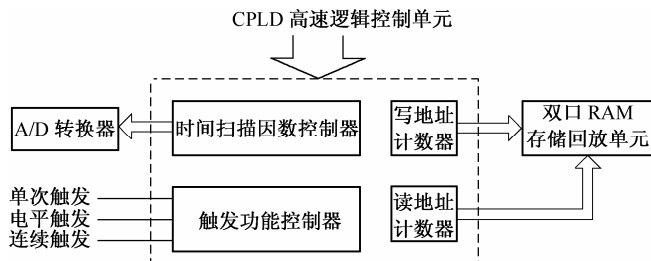 CPLD 高速逻辑控制单元
A/D 转换器
时间扫描因数控制器
写地址
计数器
双口 RAM
存储回放单元
单次触发
电平触发
连续触发
触发功能控制器
读地址
计数器